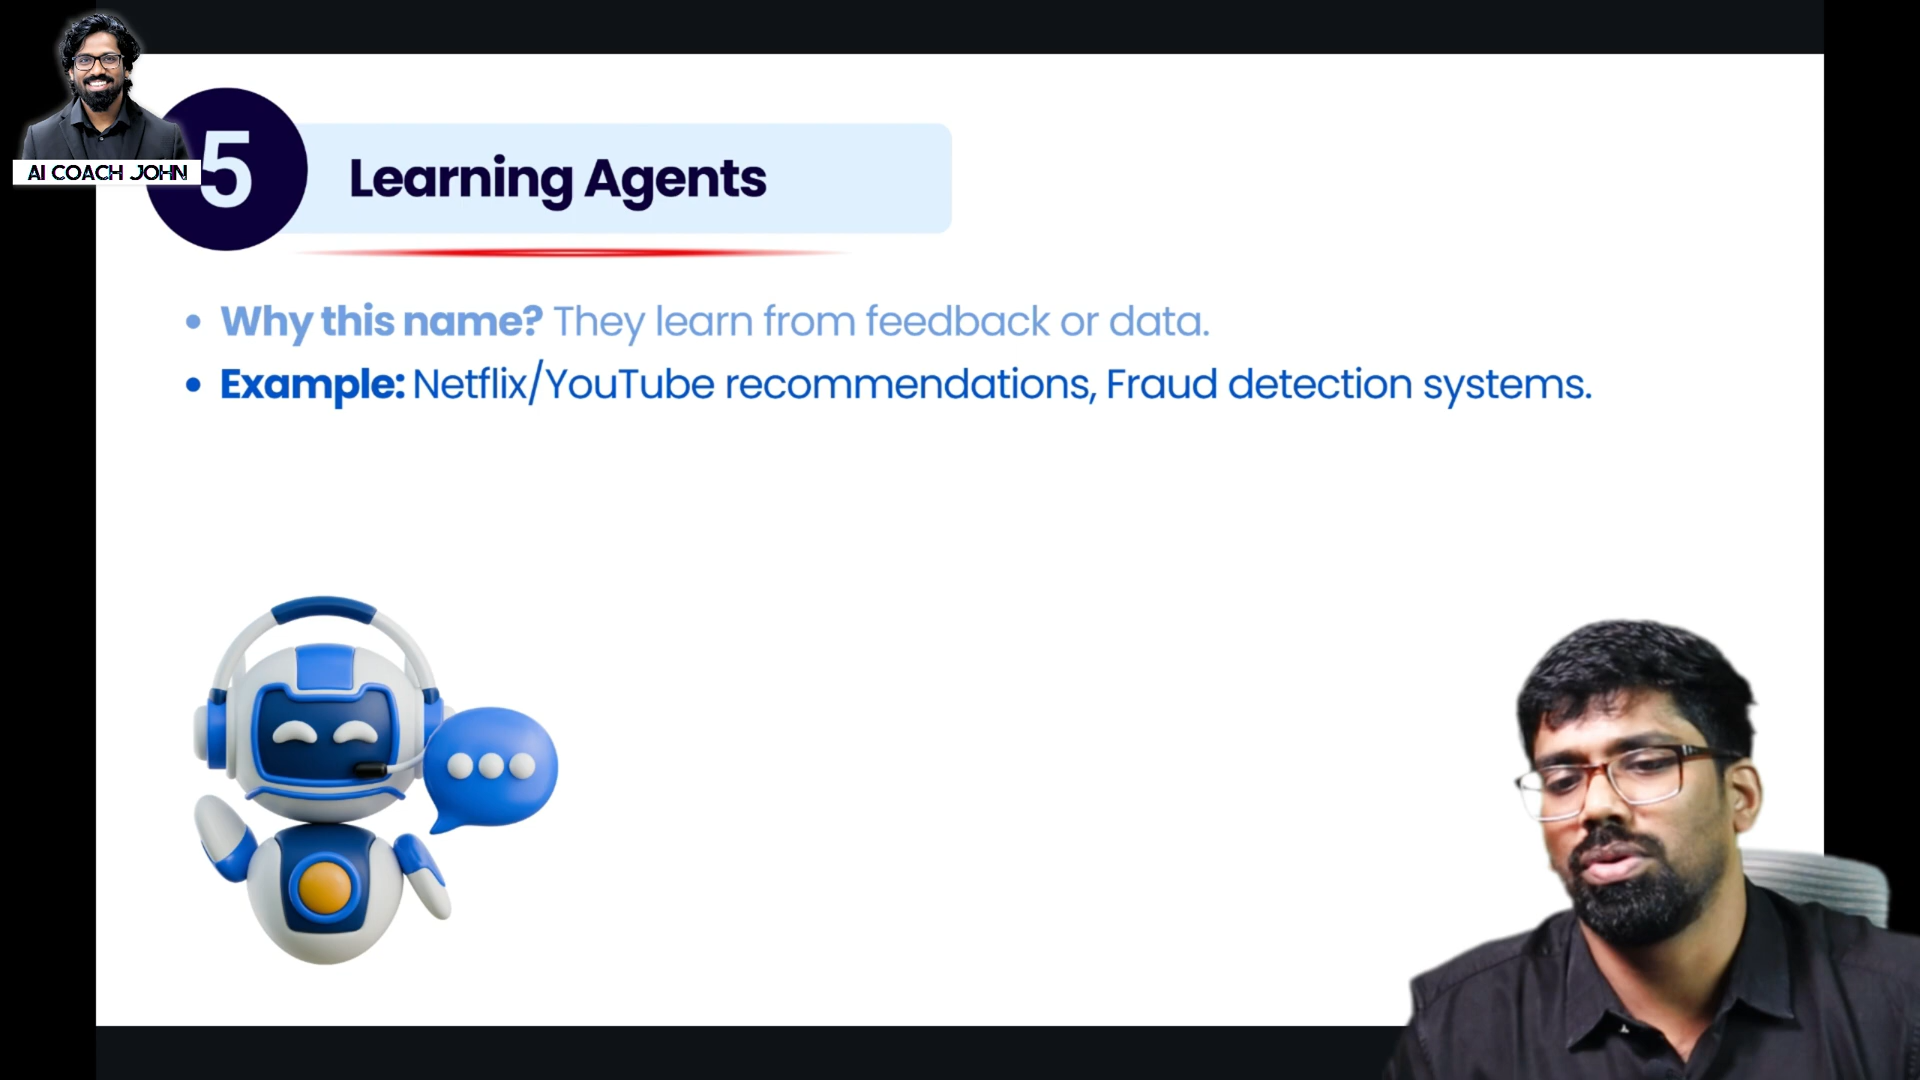 AI COACH JOHN
5
Learning Agents
• Why this name? They learn from feedback or data.
• Example: Netflix/YouTube recommendations, Fraud detection systems.